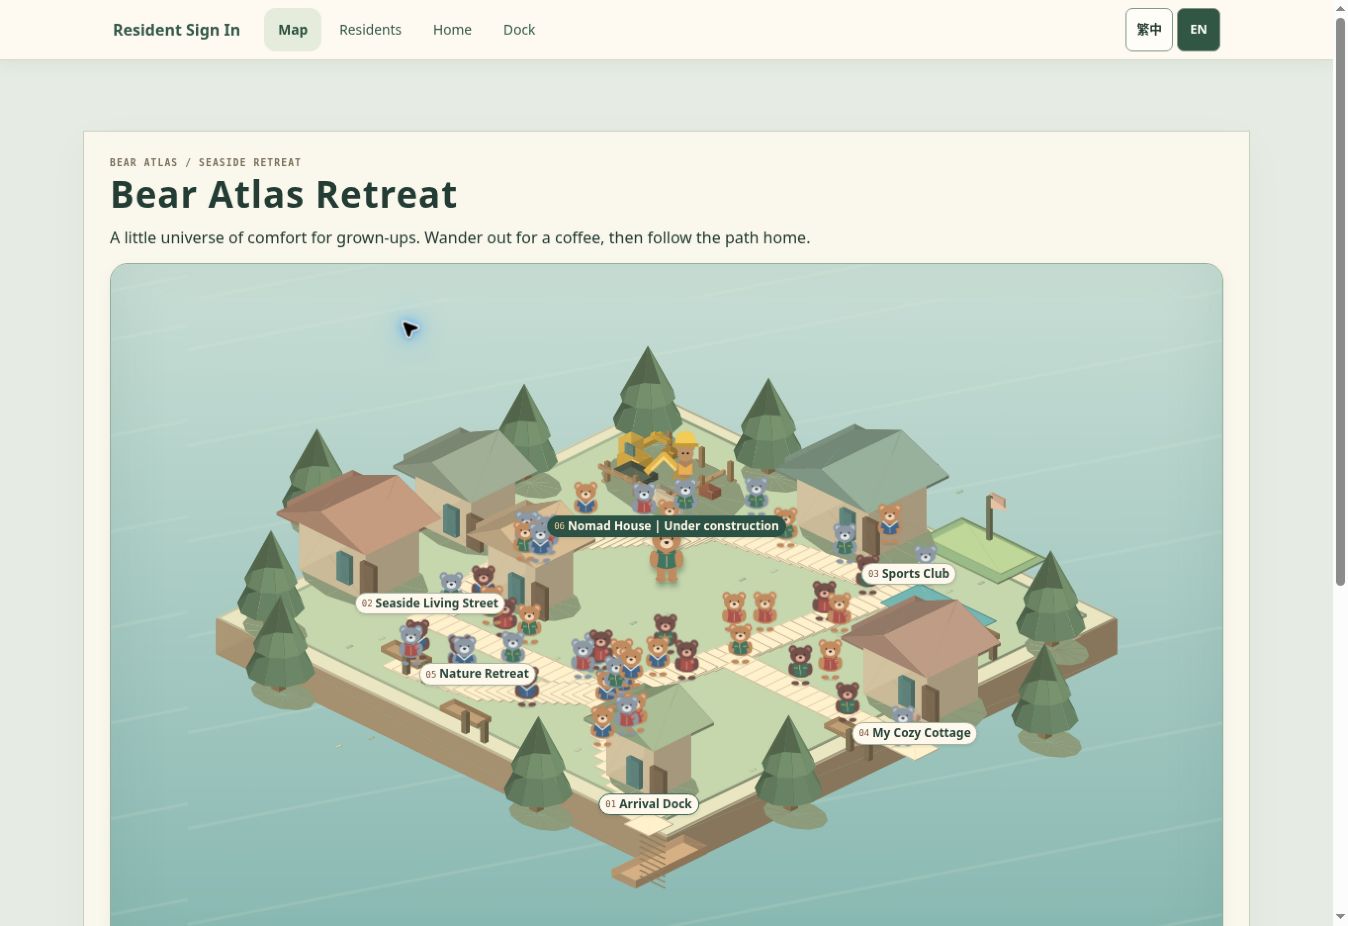 Resident Sign In
Map
Residents
Home
Dock
繁中
EN
BEAR ATLAS / SEASIDE RETREAT
Bear Atlas Retreat
A little universe of comfort for grown-ups. Wander out for a coffee, then follow the path home.
06 Nomad House | Under construction
03 Sports Club
02 Seaside Living Street
05 Nature Retreat
04 My Cozy Cottage
01 Arrival Dock